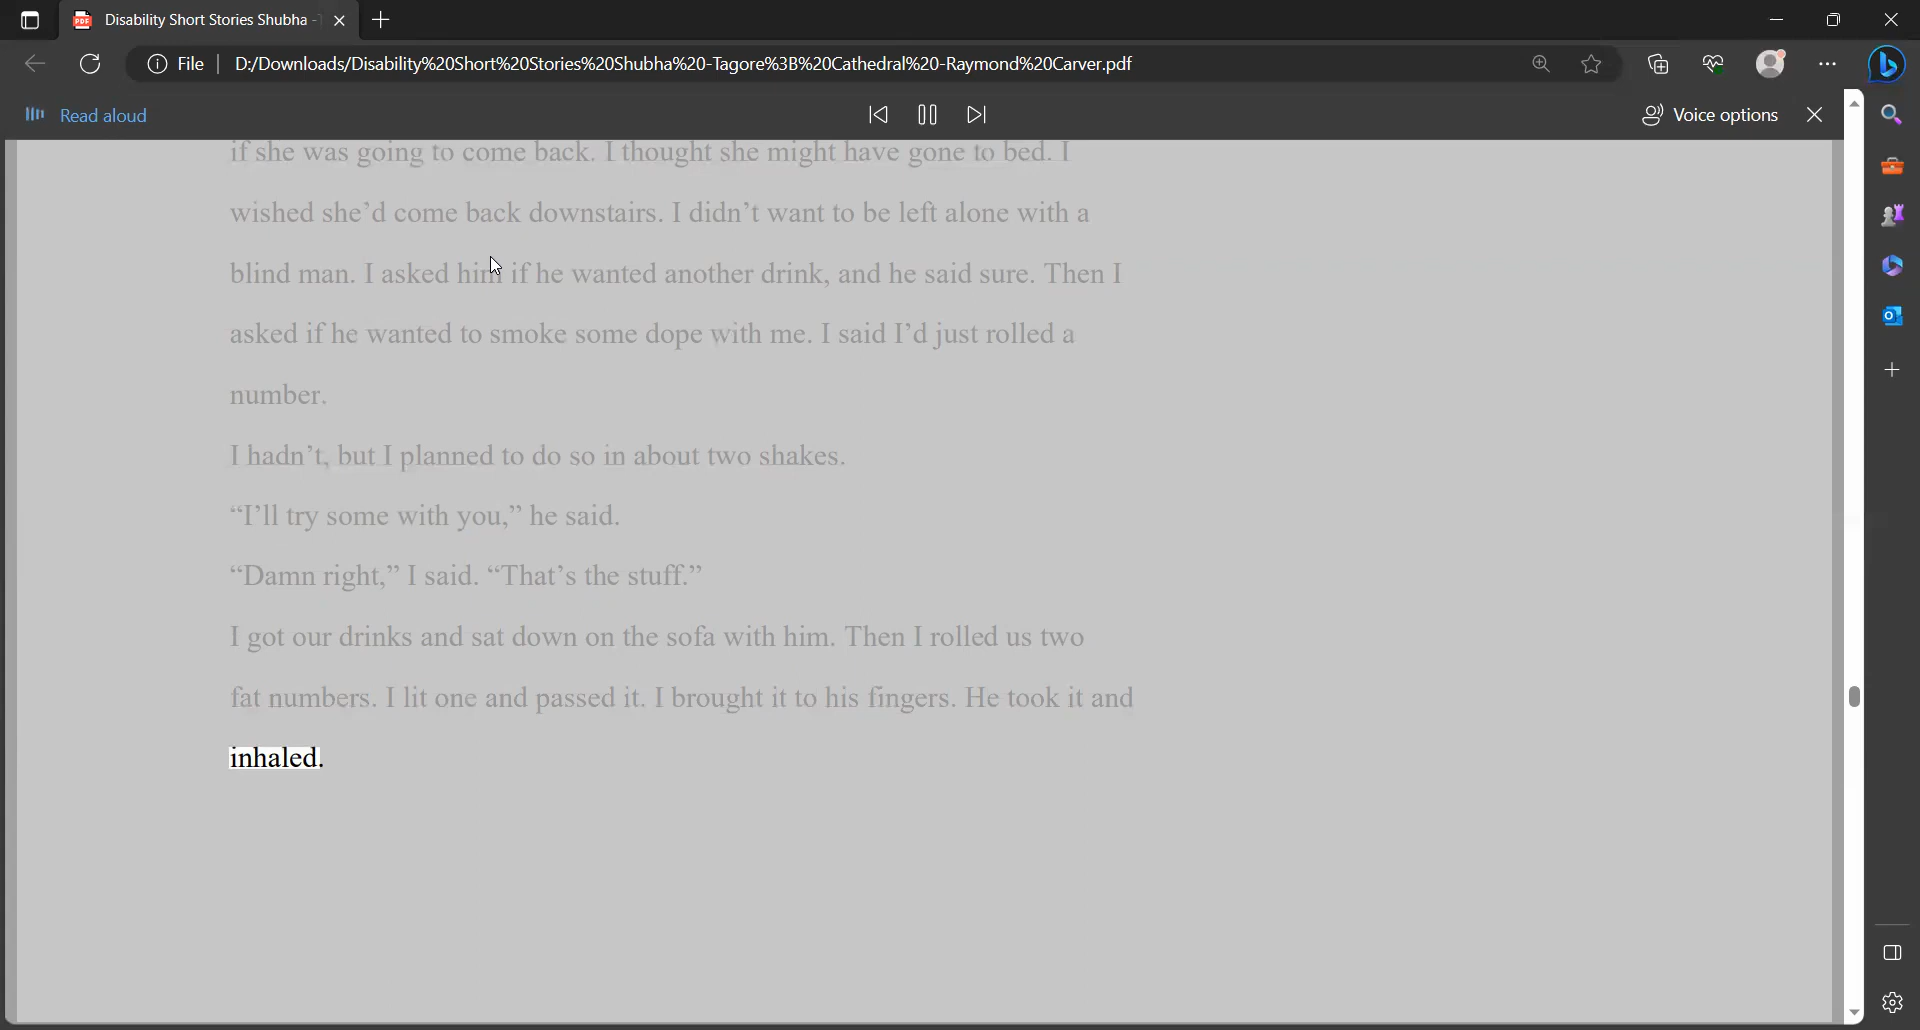 Disability Short Stories Shubha -
File
D:/Downloads/Disability%20Short%20Stories%20Shubha%20-Tagore%3B%20Cathedral%20-Raymond%20Carver.pdf
Read aloud
Voice options
if she was going to come back. I thought she might have gone to bed. I
wished she’d come back downstairs. I didn’t want to be left alone with a
blind man. I asked him if he wanted another drink, and he said sure. Then I
asked if he wanted to smoke some dope with me. I said I’d just rolled a
number.
I hadn’t, but I planned to do so in about two shakes.
“I’ll try some with you,” he said.
“Damn right,” I said. “That’s the stuff.”
I got our drinks and sat down on the sofa with him. Then I rolled us two
fat numbers. I lit one and passed it. I brought it to his fingers. He took it and
inhaled.